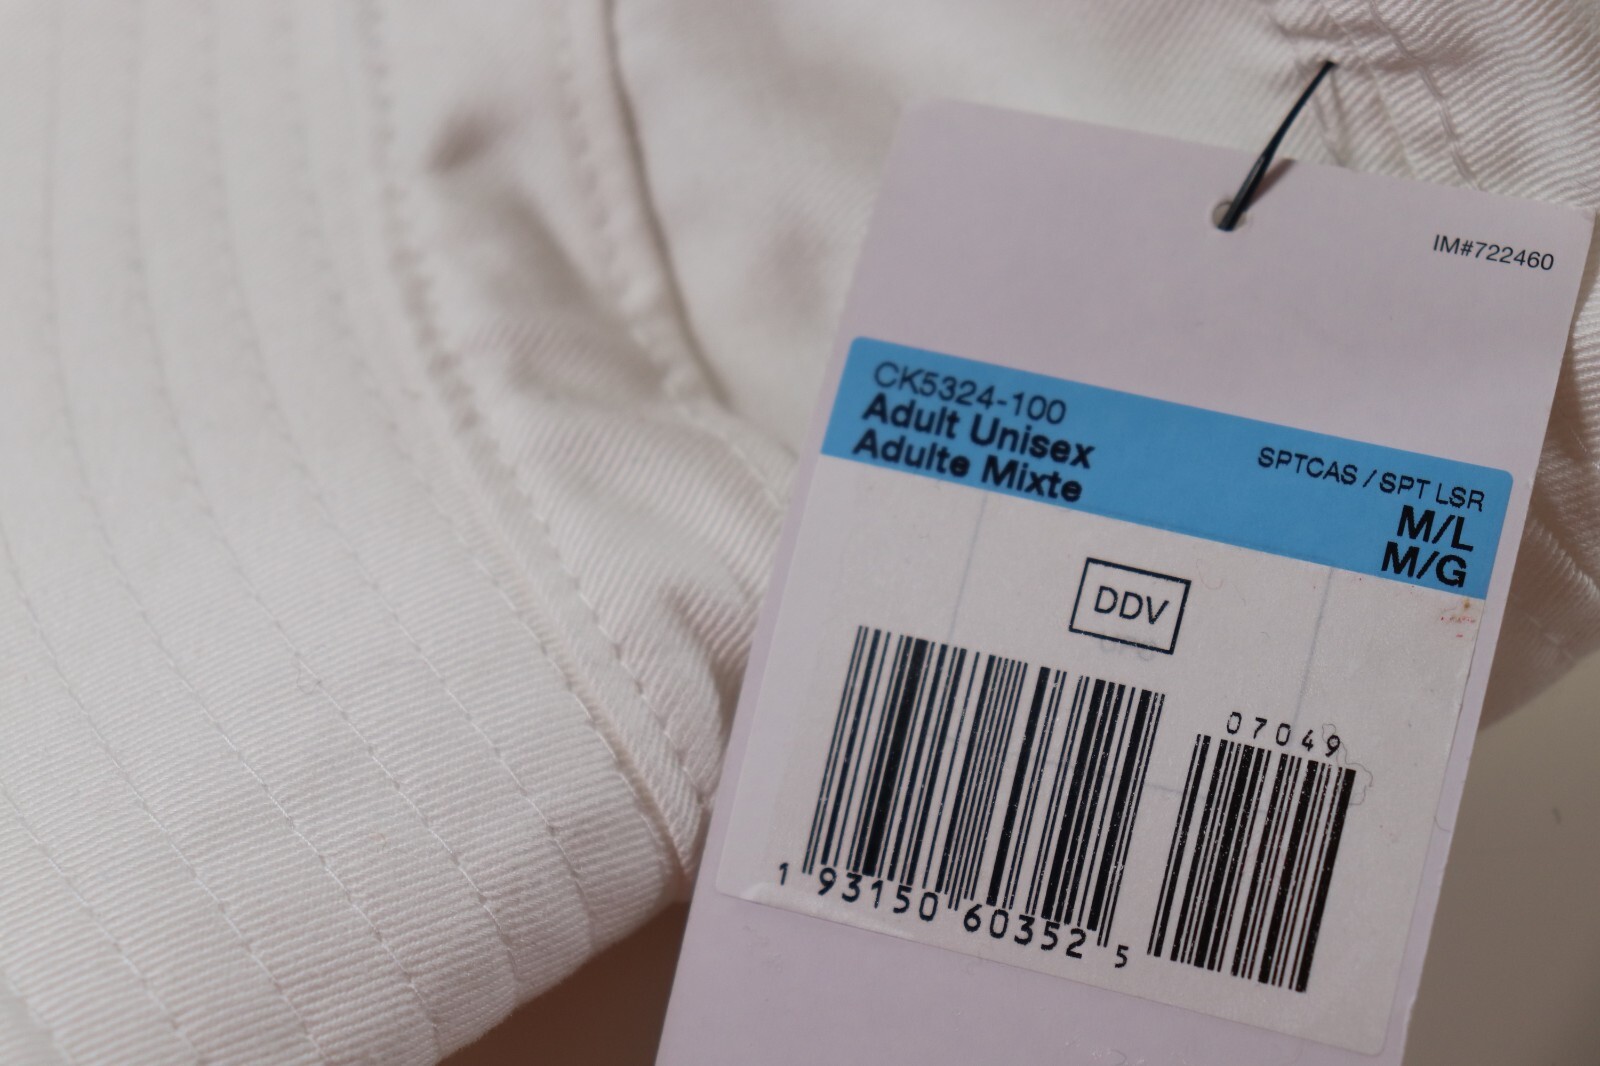 IM#722460
CK5324-100
Adult Unisex
Adulte Mixte
SPTCAS / SPT LSR
M/L
M/G
DDV
07049
1 93150 60352 5